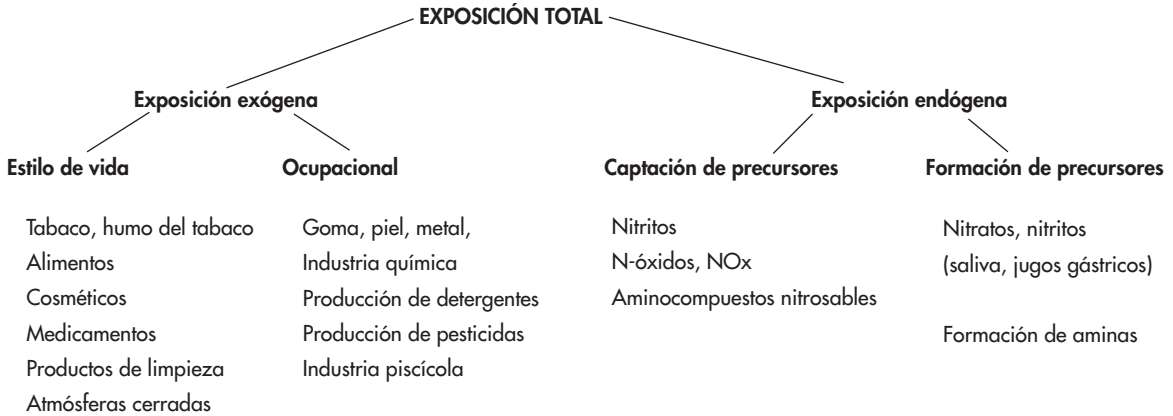 EXPOSICIÓN TOTAL
Exposición exógena
Exposición endógena
Estilo de vida
Ocupacional
Captación de precursores
Formación de precursores
Tabaco, humo del tabaco
Alimentos
Cosméticos
Medicamentos
Productos de limpieza
Atmósferas cerradas
Goma, piel, metal,
Industria química
Producción de detergentes
Producción de pesticidas
Industria piscícola
Nitritos
N-óxidos, NOx
Aminocompuestos nitrosables
Nitratos, nitritos
(saliva, jugos gástricos)
Formación de aminas